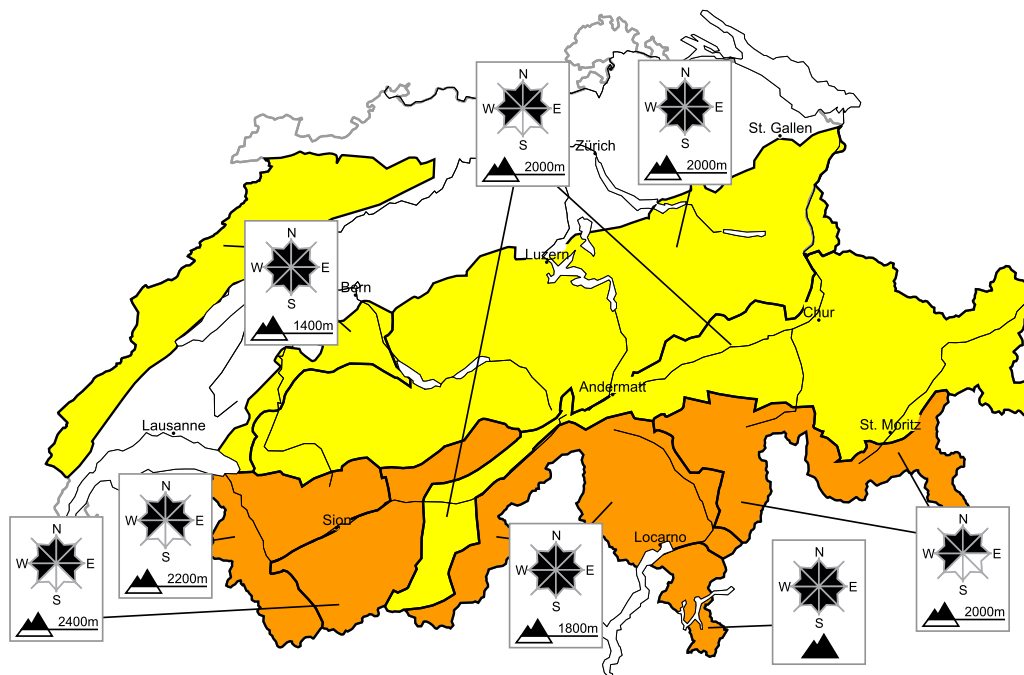 N
W E
S
2000m
N
W E
S
2000m
St. Gallen
Zürich
N
W E
S
1400m
Luzern
Bern
Chur
Andermatt
Lausanne
St. Moritz
N
W E
S
2200m
Sion
N
W E
S
2400m
N
W E
S
1800m
Locarno
N
W E
S
N
W E
S
2000m